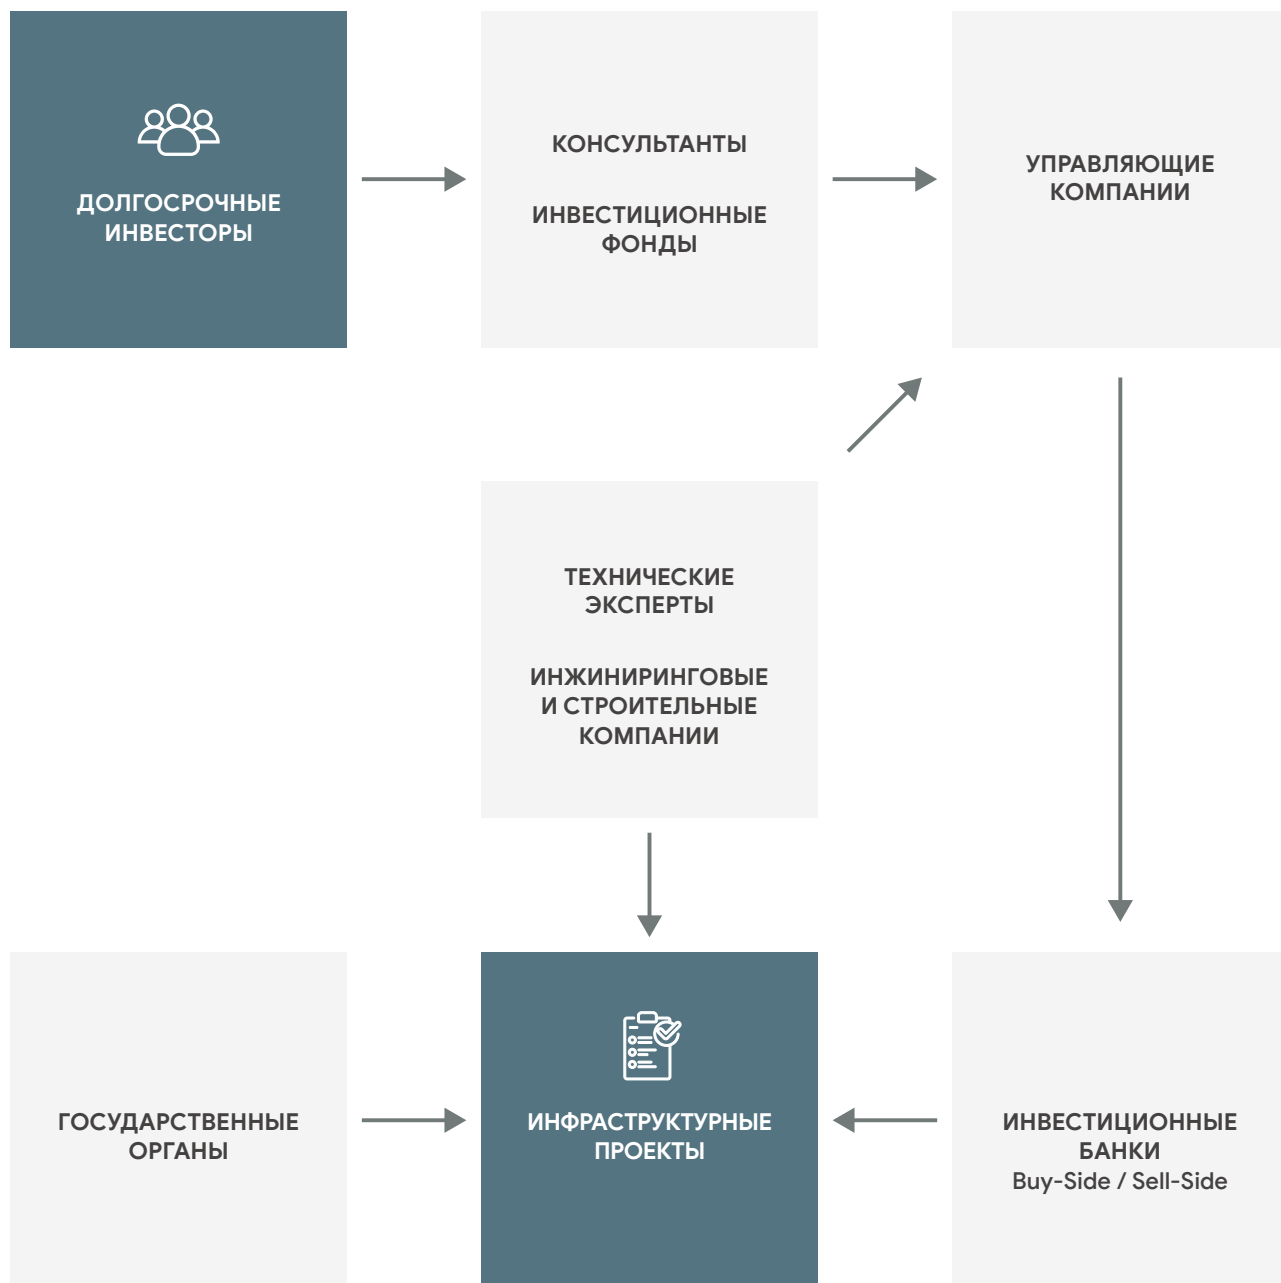 ДОЛГОСРОЧНЫЕ
ИНВЕСТОРЫ
КОНСУЛЬТАНТЫ
ИНВЕСТИЦИОННЫЕ
ФОНДЫ
УПРАВЛЯЮЩИЕ
КОМПАНИИ
ТЕХНИЧЕСКИЕ
ЭКСПЕРТЫ
ИНЖИНИРИНГОВЫЕ
И СТРОИТЕЛЬНЫЕ
КОМПАНИИ
ГОСУДАРСТВЕННЫЕ
ОРГАНЫ
ИНФРАСТРУКТУРНЫЕ
ПРОЕКТЫ
ИНВЕСТИЦИОННЫЕ
БАНКИ
Buy-Side / Sell-Side